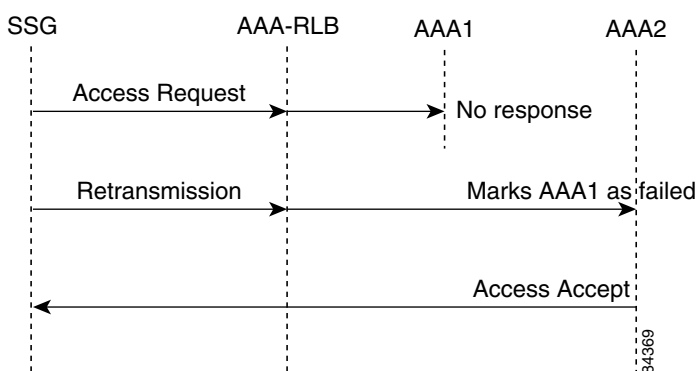 SSG AAA-RLB AAA1 AAA2
Access Request
No response
Retransmission Marks AAA1 as failed
Access Accept
84369